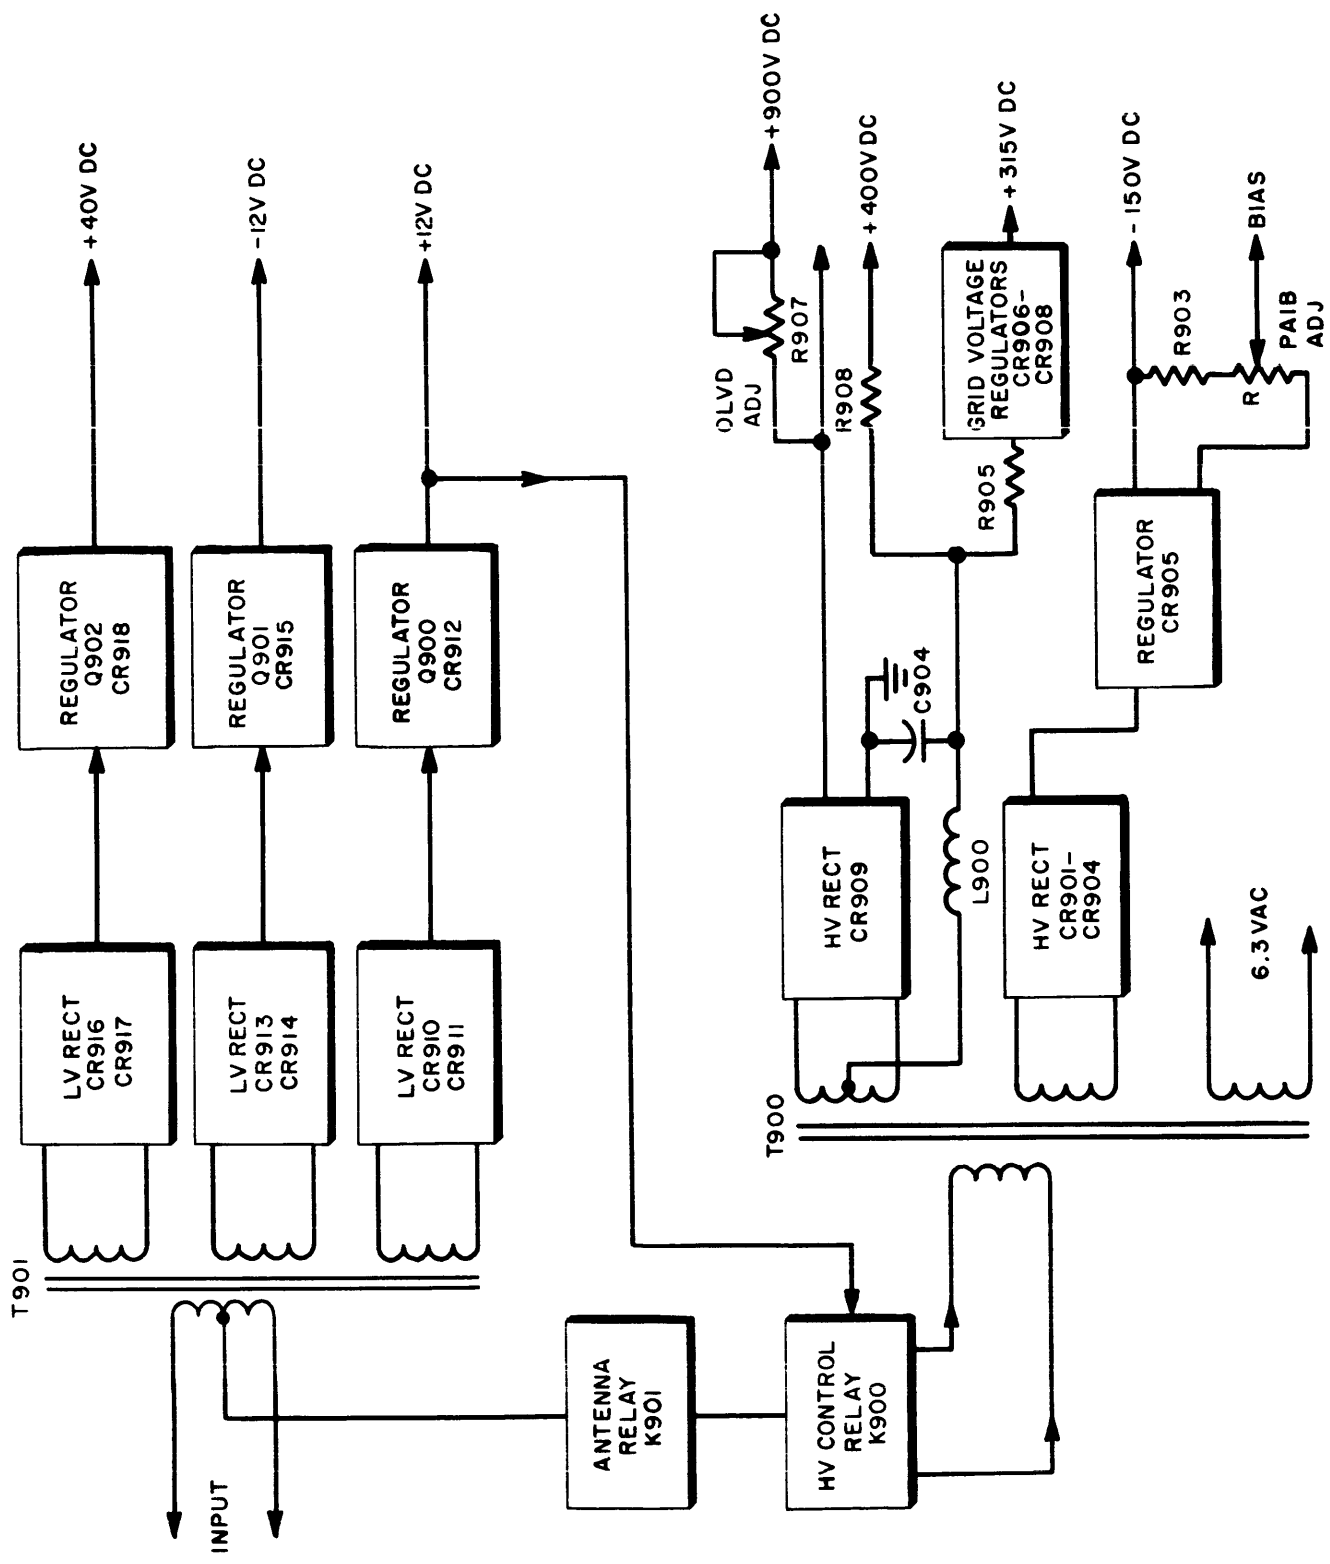 INPUT
T901
LV RECT
CR916
CR917
REGULATOR
Q902
CR918
+40V DC
LV RECT
CR913
CR914
REGULATOR
Q901
CR915
-12V DC
LV RECT
CR910
CR911
REGULATOR
Q900
CR912
+12V DC
ANTENNA
RELAY
K901
HV CONTROL
RELAY
K900
T900
HV RECT
CR909
C904
L900
OLVD
ADJ
R907
+900V DC
R908
+400V DC
R905
GRID VOLTAGE
REGULATORS
CR906-
CR908
+315V DC
HV RECT
CR901-
CR904
REGULATOR
CR905
-150V DC
R903
R
BIAS
PAIB
ADJ
6.3VAC